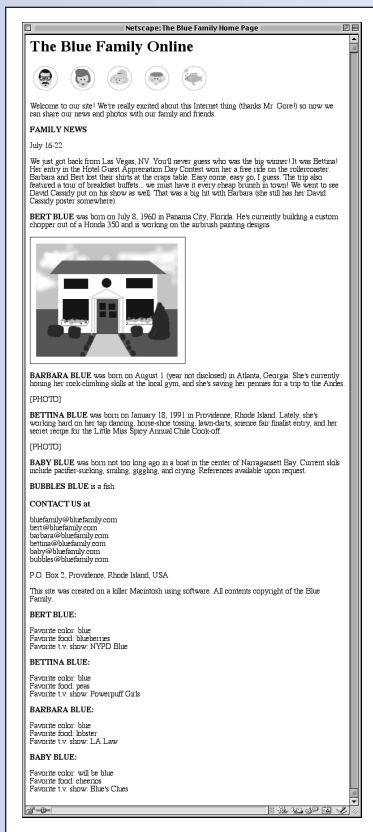 Netscape: The Blue Family Home Page
The Blue Family Online
Welcome to our site! We're really excited about this Internet thing (thanks Mr. Gore!) so now we
can share our news and photos with our family and friends.
FAMILY NEWS
July 16-22
We just got back from Las Vegas, NV. You'll never guess who was the big winner! It was Bettina!
Her entry in the Hotel Guest Appreciation Day Contest won her a free ride on the rollercoaster.
Barbara and Bert lost their shirts at the craps table. Easy come, easy go, I guess. The trip also
featured a tour of breakfast buffets... we must have it every cheap brunch in town! We went to see
David Cassidy put on his show as well. That was a big hit with Barbara (she still has her David
Cassidy poster somewhere).
BERT BLUE was born on July 8, 1960 in Panama City, Florida. He's currently building a custom
chopper out of a Honda 350 and is working on the airbrush painting designs.
BARBARA BLUE was born on August 1 (year not disclosed) in Atlanta, Georgia. She's currently
honing her rock-climbing skills at the local gym, and she's saving her pennies for a trip to the Andes.
[PHOTO]
BETTINA BLUE was born on January 18, 1991 in Providence, Rhode Island. Lately, she's
working hard on her tap dancing, horse-shoe tossing, lawn-darts, science fair finalist entry, and her
secret recipe for the Little Miss Spicy Annual Chile Cook-off.
[PHOTO]
BABY BLUE was born not too long ago in a boat in the center of Narragansett Bay. Current skills
include pacifier-sucking, smiling, giggling, and crying. References available upon request.
BUBBLES BLUE is a fish.
CONTACT US at
bluefamily@bluefamily.com
bert@bluefamily.com
barbara@bluefamily.com
bettina@bluefamily.com
baby@bluefamily.com
bubbles@bluefamily.com
P.O. Box 2, Providence, Rhode Island, USA
This site was created on a killer Macintosh using software. All contents copyright of the Blue
Family.
BERT BLUE:
Favorite color: blue
Favorite food: blueberries
Favorite t.v. show: NYPD Blue
BETTINA BLUE:
Favorite color: blue
Favorite food: peas
Favorite t.v. show: Powerpuff Girls
BARBARA BLUE:
Favorite color: blue
Favorite food: lobster
Favorite t.v. show: LA Law
BABY BLUE:
Favorite color: will be blue
Favorite food: cheerios
Favorite t.v. show: Blue's Clues